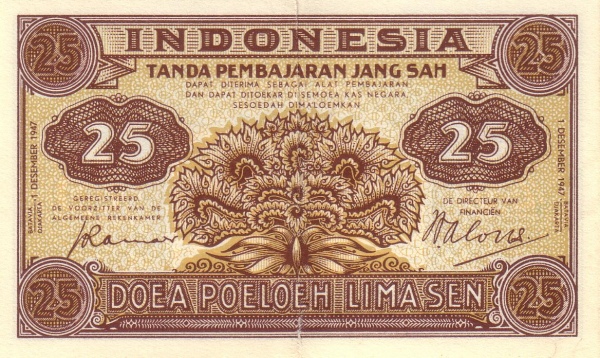 25 INDONESIA 25
TANDA PEMBAJARAN JANG SAH
DAPAT DITERIMA SEBAGAI ALAT PEMBAJARAN
DAN DAPAT DITOEKAR DI SEMOEA KAS NEGARA,
SESOEDAH DIMALOEMKAN
25 25
BATAVIA 1 DESEMBER 1947
DJAKARTA
1 DESEMBER 1947 BATAVIA
DJAKARTA
GEREGISTREERD,
DE VOORZITTER VAN DE
ALGEMEENE REKENKAMER
DE DIRECTEUR VAN
FINANCIËN
25 DOEA POELOEH LIMA SEN 25